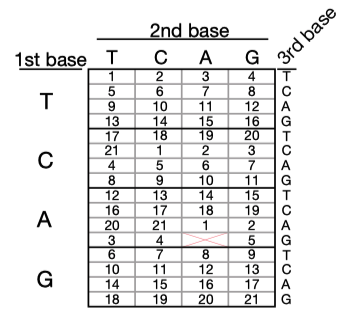 2nd base
3rd base
1st base T C A G
T 1 2 3 4 T
5 6 7 8 C
9 10 11 12 A
13 14 15 16 G
C 17 18 19 20 T
21 1 2 3 C
4 5 6 7 A
8 9 10 11 G
A 12 13 14 15 T
16 17 18 19 C
20 21 1 2 A
3 4 5 G
G 6 7 8 9 T
10 11 12 13 C
14 15 16 17 A
18 19 20 21 G